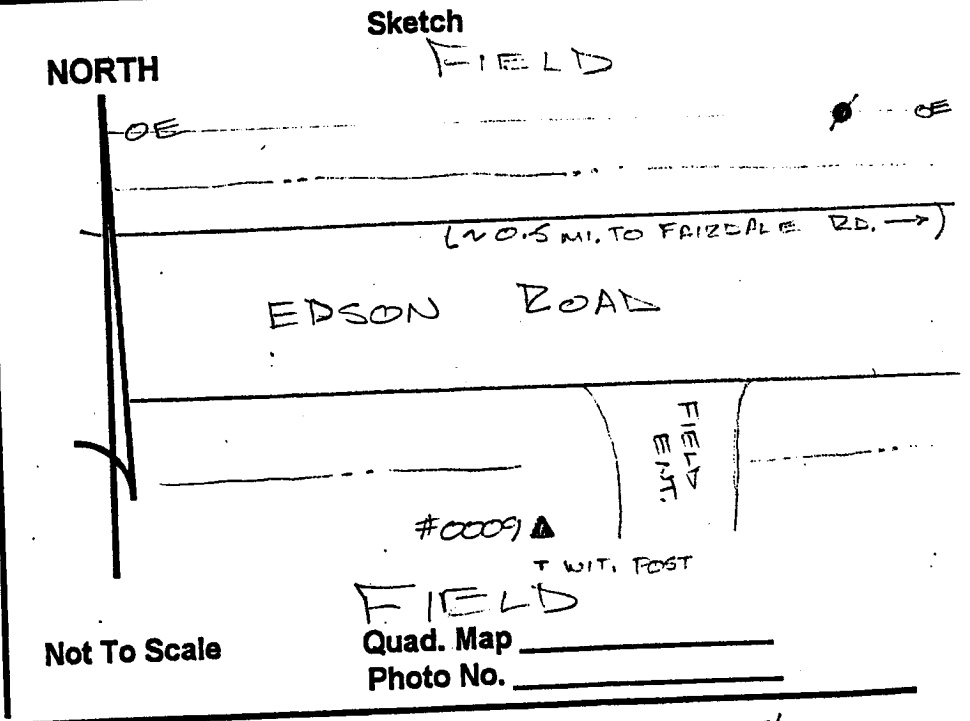 Sketch
FIELD
NORTH
OE
OE
(~0.5 MI. TO FAIRDALE RD. →)
EDSON ROAD
FIELD
ENT.
#0009
WIT. POST
FIELD
Not To Scale
Quad. Map
Photo No.